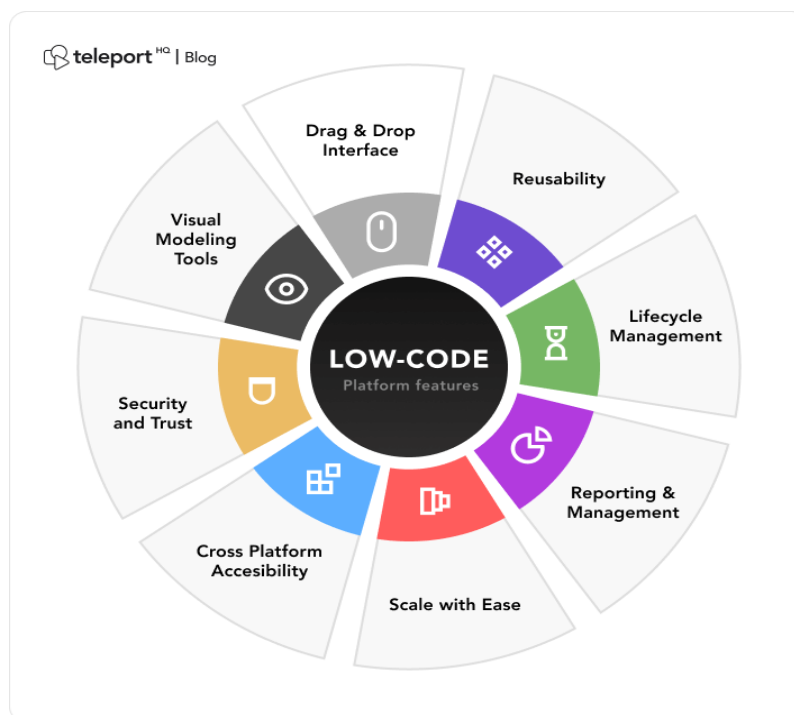 teleport HQ | Blog
Drag & Drop
Interface
Reusability
Lifecycle
Management
Reporting &
Management
Scale with Ease
Cross Platform
Accesibility
Security
and Trust
Visual
Modeling
Tools
LOW-CODE
Platform features